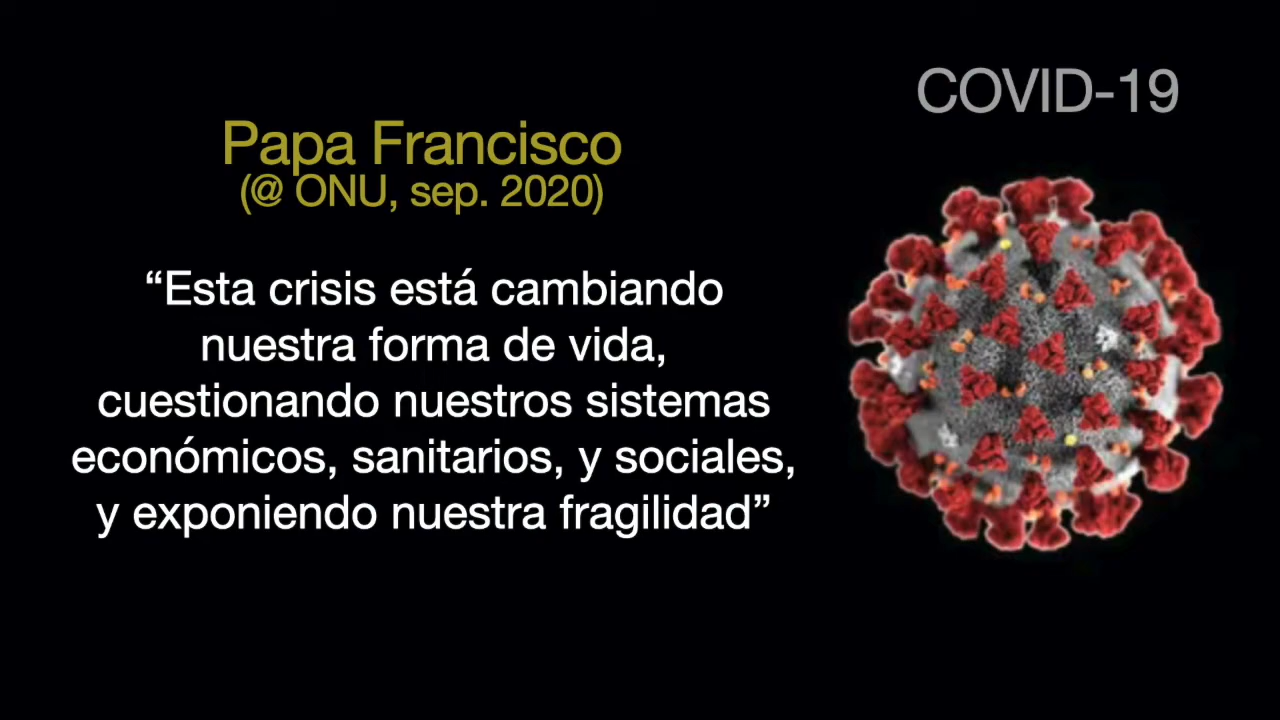 COVID-19
Papa Francisco
(@ ONU, sep. 2020)
“Esta crisis está cambiando
nuestra forma de vida,
cuestionando nuestros sistemas
económicos, sanitarios, y sociales,
y exponiendo nuestra fragilidad”